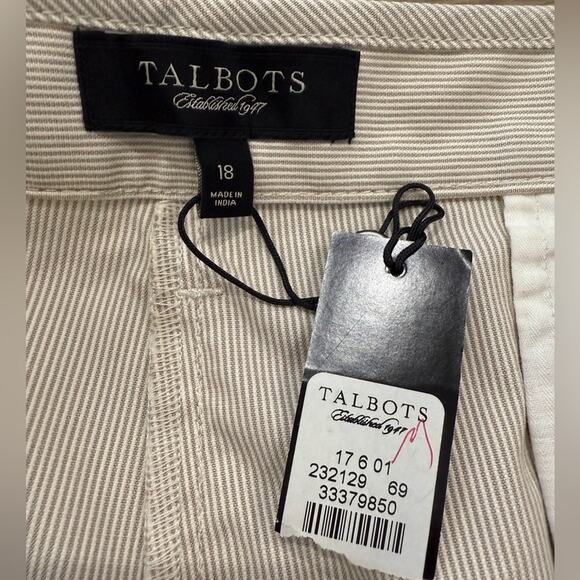 TALBOTS
Established 1947
18
MADE IN
INDIA
TALBOTS
Established 1947
17 6 01
232129 69
33379850